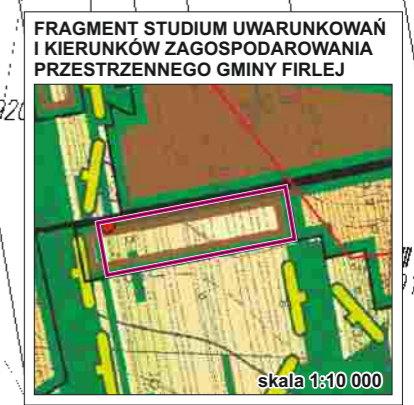 FRAGMENT STUDIUM UWARUNKOWAŃ
I KIERUNKÓW ZAGOSPODAROWANIA
PRZESTRZENNEGO GMINY FIRLEJ
skala 1:10 000